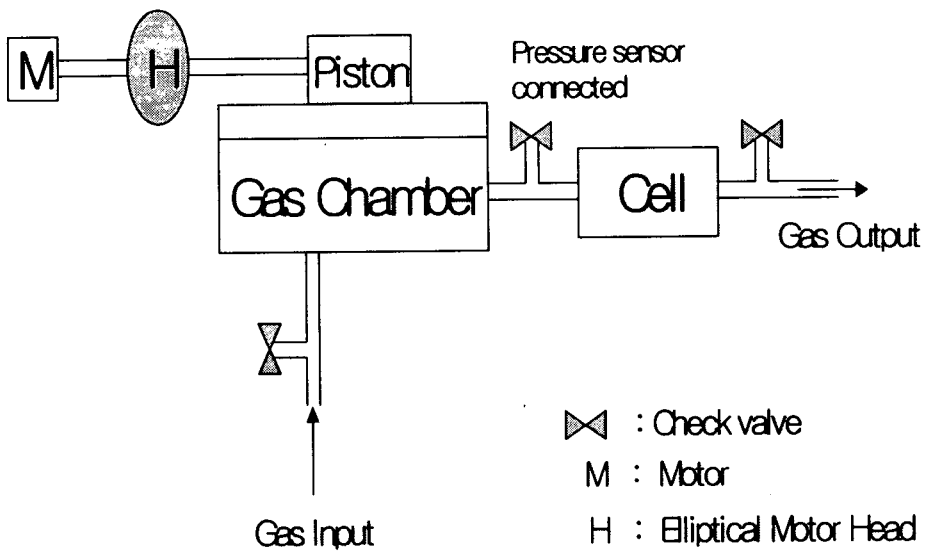 M
H
Piston
Pressure sensor
connected
Gas Chamber
Cell
Gas Output
Gas Input
: Check valve
M : Motor
H : Elliptical Motor Head